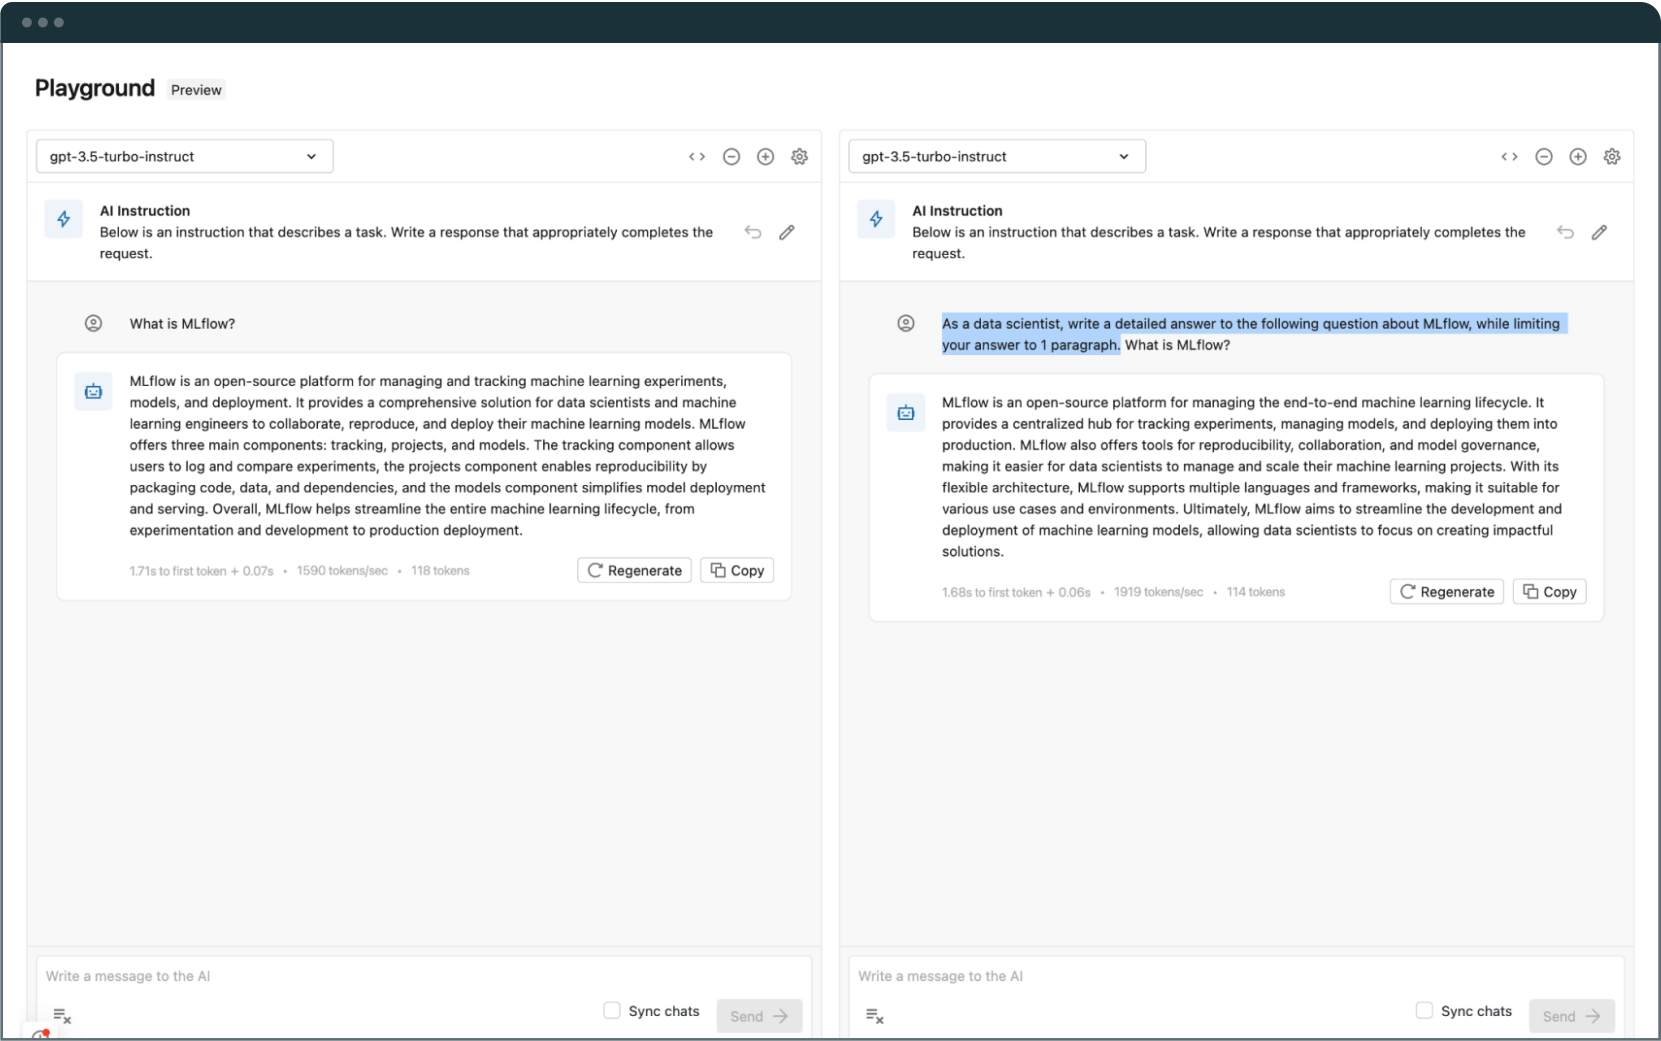 Playground Preview
gpt-3.5-turbo-instruct
AI Instruction
Below is an instruction that describes a task. Write a response that appropriately completes the
request.
What is MLflow?
MLflow is an open-source platform for managing and tracking machine learning experiments,
models, and deployment. It provides a comprehensive solution for data scientists and machine
learning engineers to collaborate, reproduce, and deploy their machine learning models. MLflow
offers three main components: tracking, projects, and models. The tracking component allows
users to log and compare experiments, the projects component enables reproducibility by
packaging code, data, and dependencies, and the models component simplifies model deployment
and serving. Overall, MLflow helps streamline the entire machine learning lifecycle, from
experimentation and development to production deployment.
1.71s to first token + 0.07s • 1590 tokens/sec • 118 tokens
Regenerate
Copy
Write a message to the AI
Sync chats
Send
gpt-3.5-turbo-instruct
AI Instruction
Below is an instruction that describes a task. Write a response that appropriately completes the
request.
As a data scientist, write a detailed answer to the following question about MLflow, while limiting
your answer to 1 paragraph. What is MLflow?
MLflow is an open-source platform for managing the end-to-end machine learning lifecycle. It
provides a centralized hub for tracking experiments, managing models, and deploying them into
production. MLflow also offers tools for reproducibility, collaboration, and model governance,
making it easier for data scientists to manage and scale their machine learning projects. With its
flexible architecture, MLflow supports multiple languages and frameworks, making it suitable for
various use cases and environments. Ultimately, MLflow aims to streamline the development and
deployment of machine learning models, allowing data scientists to focus on creating impactful
solutions.
1.68s to first token + 0.06s • 1919 tokens/sec • 114 tokens
Regenerate
Copy
Write a message to the AI
Sync chats
Send